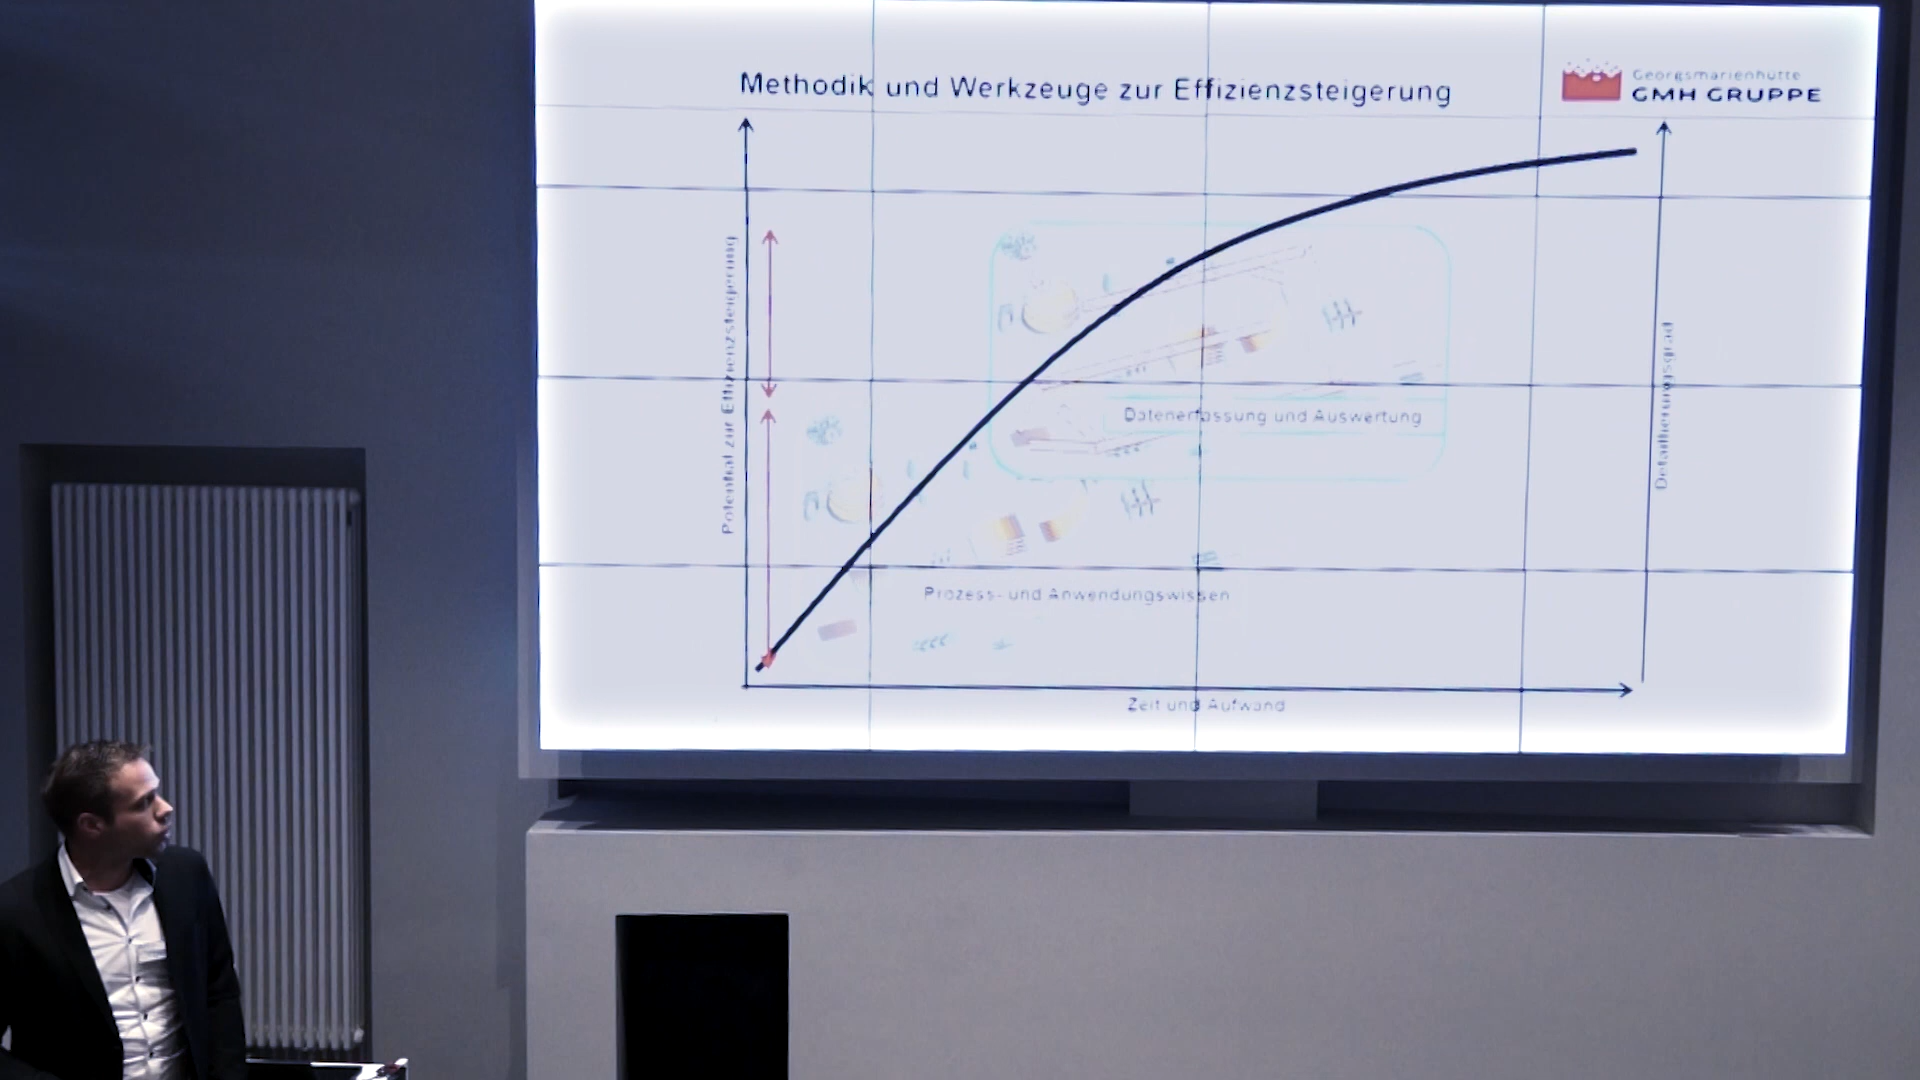 Methodik und Werkzeuge zur Effizienzsteigerung
Georgsmarienhütte
GMH GRUPPE
Potential zur Effizienzsteigerung
Detaillierungsgrad
Datenerfassung und Auswertung
Prozess- und Anwendungswissen
Zeit und Aufwand